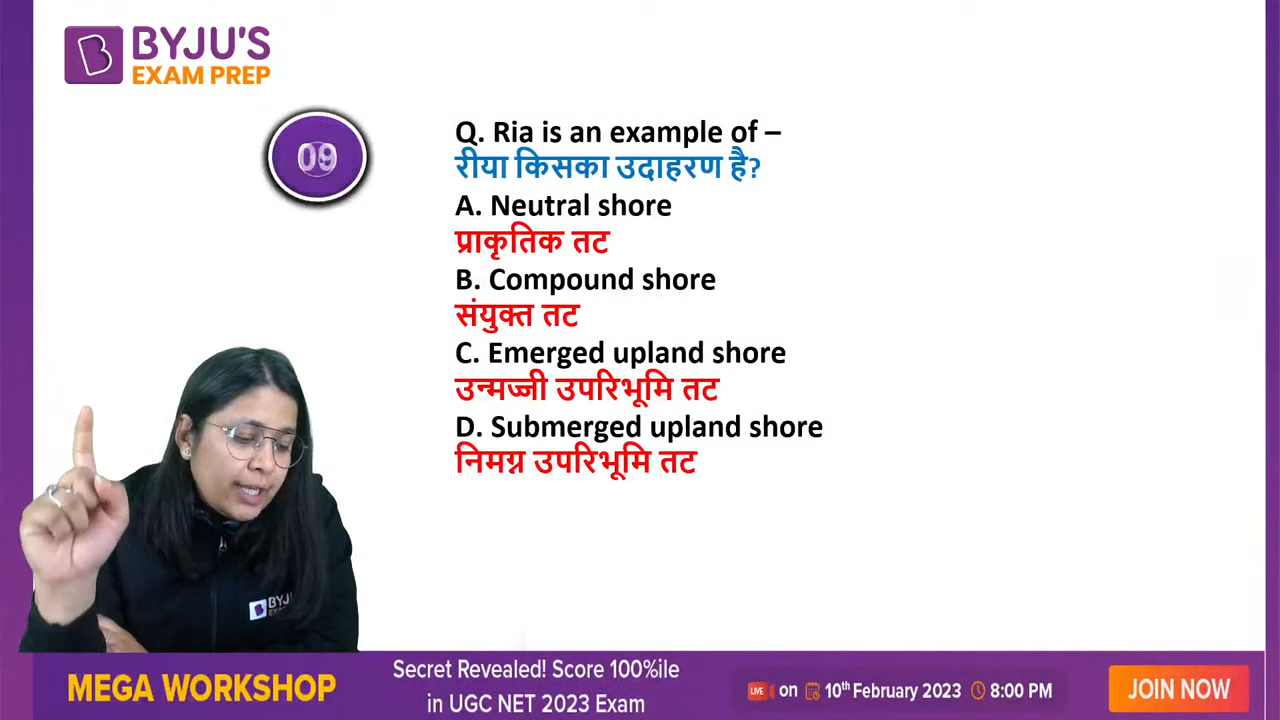 BYJU'S
EXAM PREP
09
Q. Ria is an example of –
रीया किसका उदाहरण है?
A. Neutral shore
प्राकृतिक तट
B. Compound shore
संयुक्त तट
C. Emerged upland shore
उन्मज्जी उपरिभूमि तट
D. Submerged upland shore
निमग्न उपरिभूमि तट
MEGA WORKSHOP
Secret Revealed! Score 100%ile
in UGC NET 2023 Exam
LIVE on 10th February 2023 8:00 PM
JOIN NOW